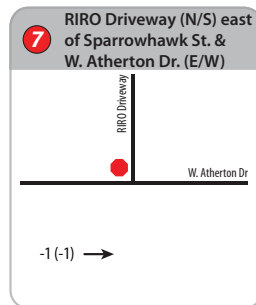 7
RIRO Driveway (N/S) east
of Sparrowhawk St. &
W. Atherton Dr. (E/W)
RIRO Driveway
W. Atherton Dr
-1 (-1)